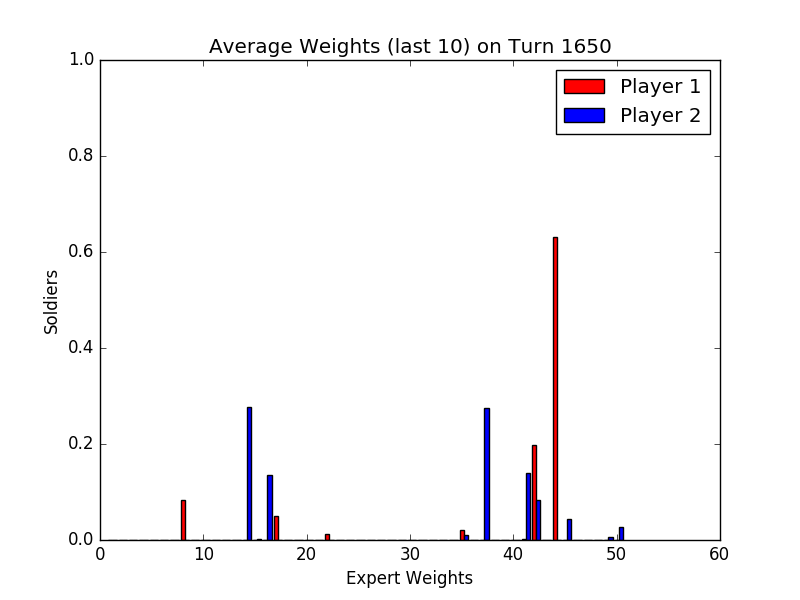 Average Weights (last 10) on Turn 1650
1.0
0.8
0.6
0.4
0.2
0.0
Soldiers
Player 1
Player 2
0 10 20 30 40 50 60
Expert Weights